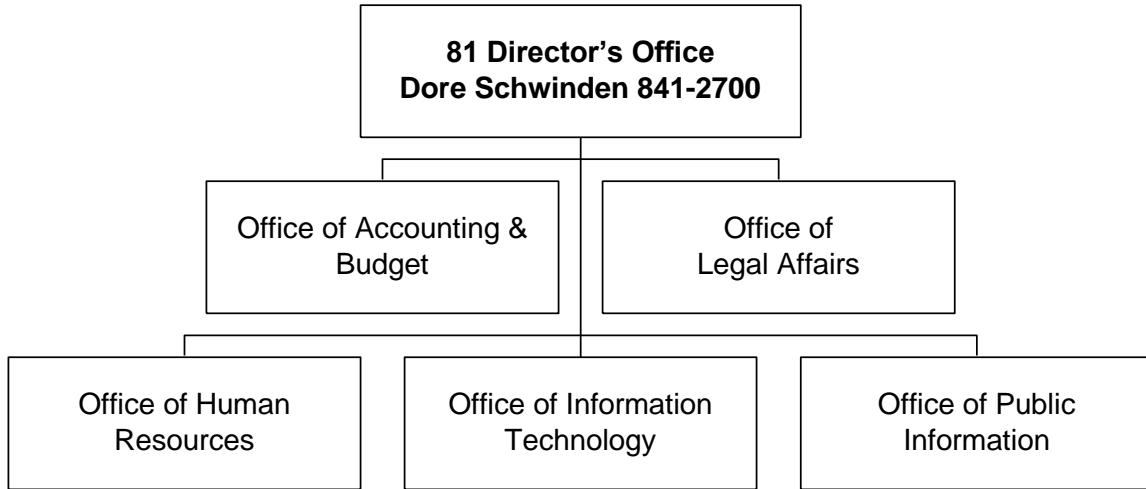 81 Director’s Office
Dore Schwinden 841-2700
Office of Accounting &
Budget
Office of
Legal Affairs
Office of Human
Resources
Office of Information
Technology
Office of Public
Information